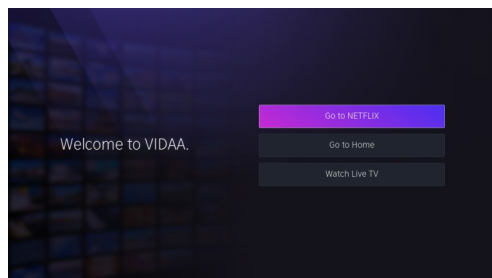 Welcome to VIDAA.
Go to NETFLIX
Go to Home
Watch Live TV